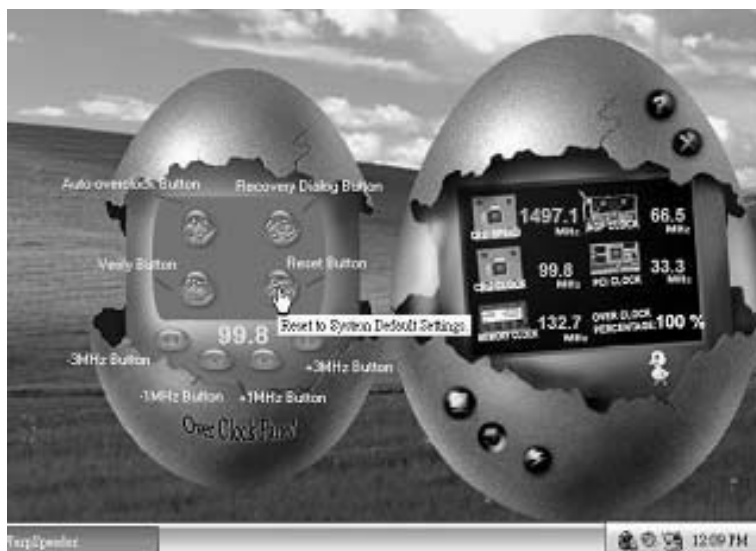 Auto-overclock Button
Recovery Dialog Button
Verify Button
Reset Button
99.8
Reset to System Default Settings.
-3MHz Button
+3MHz Button
-1MHz Button
+1MHz Button
Over Clock Panel
?
CPU SPEED
1497.1
MHz
AGP CLOCK
66.5
MHz
CPU CLOCK
99.8
MHz
PCI CLOCK
33.3
MHz
MEMORY CLOCK
132.7
MHz
OVER CLOCK
PERCENTAGE:100 %
WarpSpeeder
12:09 PM